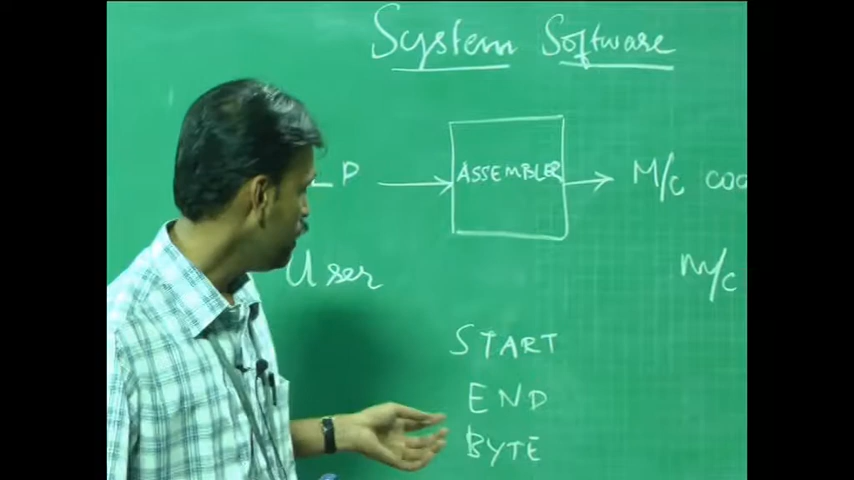 System Software
P ASSEMBLER M/c
User M/c
START
END
BYTE